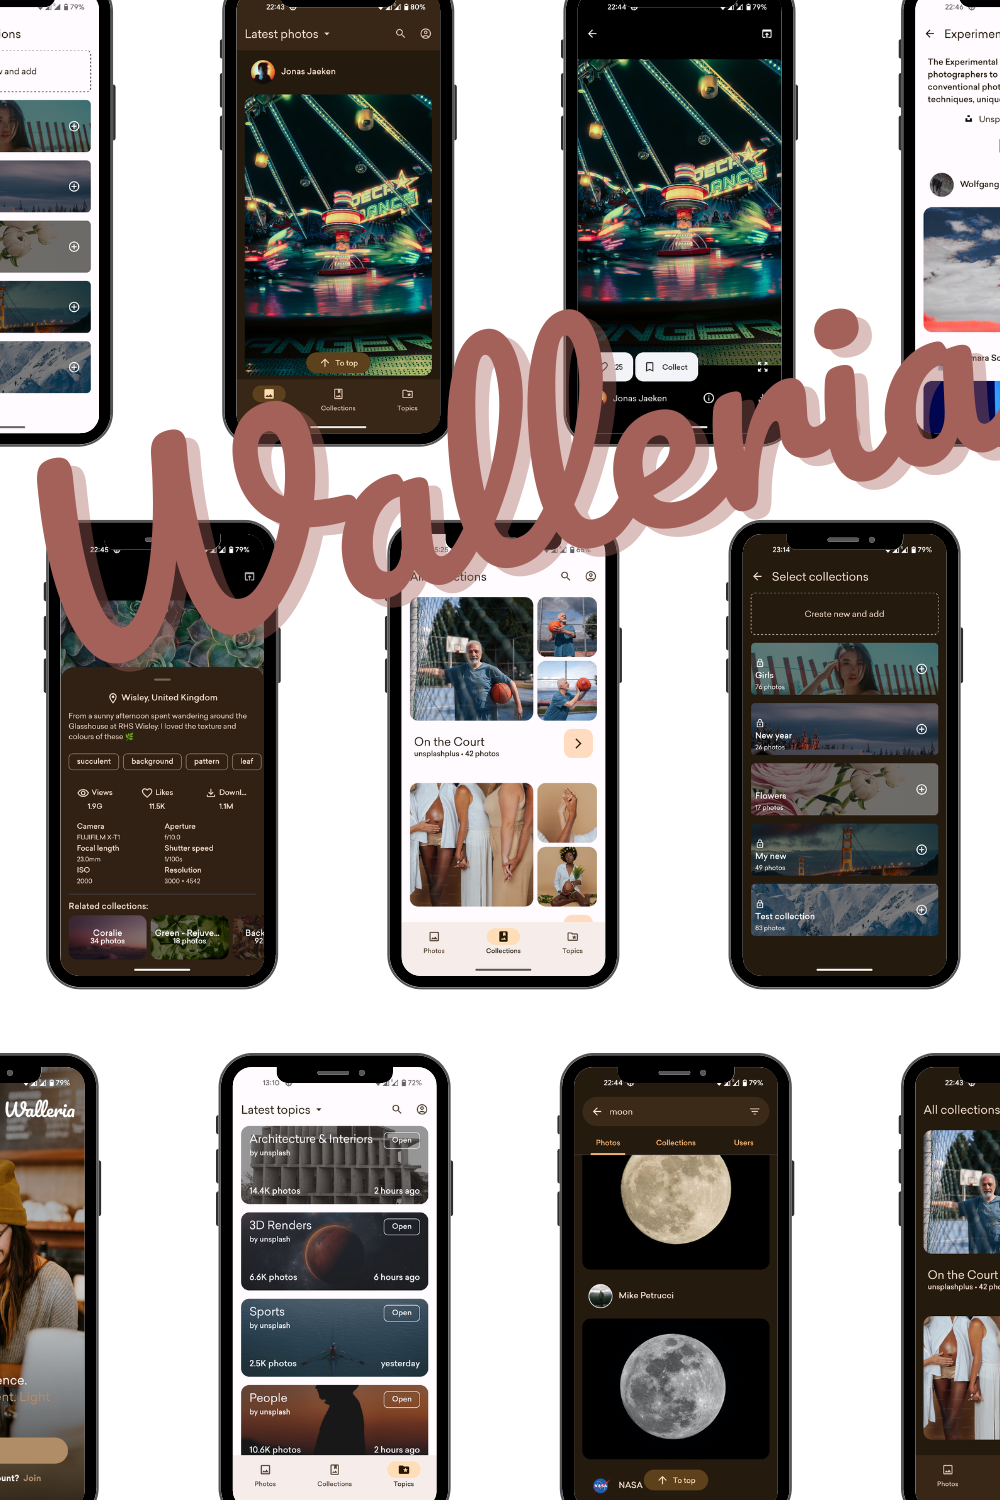 79%
ions
w and add
22:43
80%
Latest photos
Jonas Jaeken
DECK
DANCE
To top
Collections
Topics
22:44
79%
DECK
DANCE
25
Collect
Jonas Jaeken
22:46
Experimen
The Experimental
photographers to
conventional phot
techniques, uniqu
Unsp
Wolfgang
mara Sc
Walleria
22:45
79%
Wisley, United Kingdom
From a sunny afternoon spent wandering around the
Glasshouse at RHS Wisley. I loved the texture and
colours of these 🌿
succulent
background
pattern
leaf
Views
Likes
Downl...
1.9G
11.5K
1.1M
Camera
Aperture
FUJIFILM X-T1
f/10.0
Focal length
Shutter speed
23.0mm
1/100s
ISO
Resolution
2000
3000 × 4542
Related collections:
Coralie
34 photos
Green - Rejuve...
18 photos
Back
92
5:25
65%
All collections
On the Court
unsplashplus • 42 photos
Photos
Collections
Topics
23:14
79%
Select collections
Create new and add
Girls
76 photos
New year
26 photos
Flowers
17 photos
My new
49 photos
Test collection
83 photos
79%
Walleria
ence.
ent. Light
ount? Join
13:10
72%
Latest topics
Architecture & Interiors
Open
by unsplash
14.4K photos
2 hours ago
3D Renders
Open
by unsplash
6.6K photos
6 hours ago
Sports
Open
by unsplash
2.5K photos
yesterday
People
Open
by unsplash
10.6K photos
2 hours ago
Photos
Collections
Topics
22:44
79%
moon
Photos
Collections
Users
Mike Petrucci
NASA
To top
22:43
All collections
On the Court
unsplashplus • 42 pho
Photos